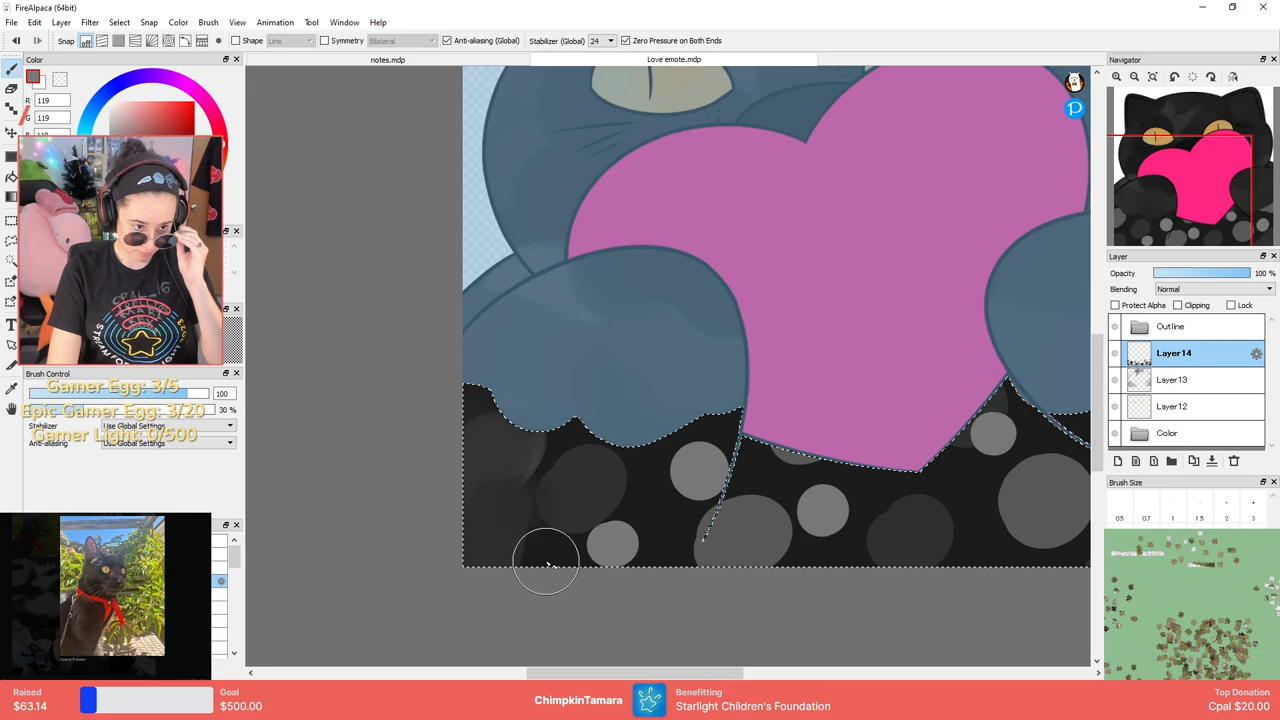 FireAlpaca (64bit)
File Edit Layer Filter Select Snap Color Brush View Animation Tool Window Help
Snap off Shape Line Symmetry Bilateral Anti-aliasing (Global) Stabilizer (Global) 24 Zero Pressure on Both Ends
Color
notes.mdp
Love emote.mdp
Navigator
R 119
G 119
119
STREAM FOR
2023
Brush Control
100
30 %
Gamer Egg: 3/5
Epic Gamer Egg: 3/20
Gamer Light: 0/500
Stabilizer Use Global Settings
Anti-aliasing Use Global Settings
Layer
Opacity 100 %
Blending Normal
Protect Alpha Clipping Lock
Outline
Layer14
Layer13
Layer12
Color
Brush Size
0.5 0.7 1 1.5 2 3
Raised
$63.14
Goal
$500.00
ChimpkinTamara
Benefitting
Starlight Children's Foundation
Top Donation
Cpal $20.00